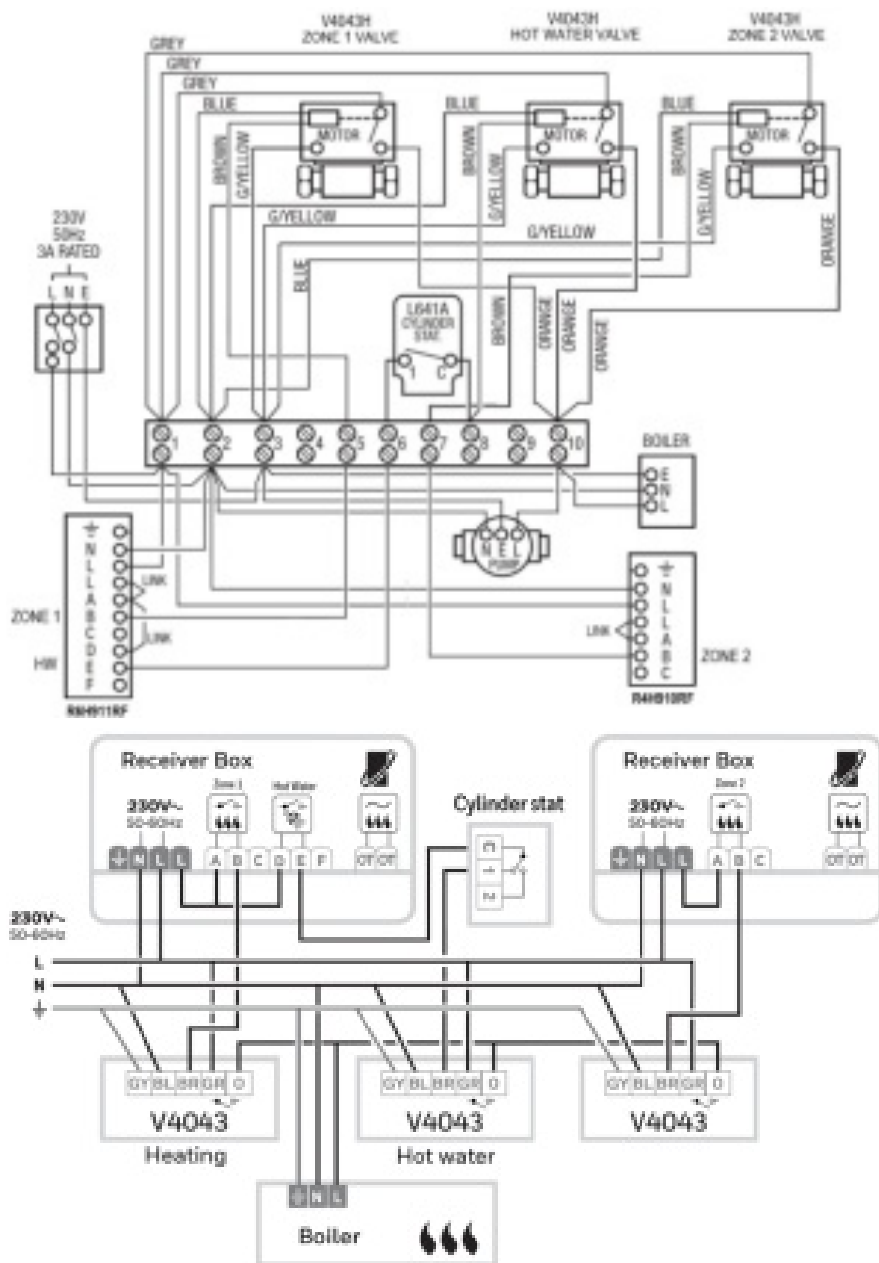 V4043H
ZONE 1 VALVE
V4043H
HOT WATER VALVE
V4043H
ZONE 2 VALVE
GREY
GREY
GREY
BLUE
BLUE
BLUE
MOTOR
MOTOR
MOTOR
BROWN
G/YELLOW
BROWN
G/YELLOW
BROWN
G/YELLOW
G/YELLOW
G/YELLOW
ORANGE
230V
50Hz
3A RATED
L N E
BLUE
L641A
CYLINDER
STAT.
1 C
BROWN
ORANGE
ORANGE
ORANGE
1 2 3 4 5 6 7 8 9 10
BOILER
E
N
L
N E L
PUMP
ZONE 1
HW
⏚
N
L
L
A
B
C
D
E
F
LINK
LINK
⏚
N
L
L
A
B
C
LINK
ZONE 2
R4H910RF
Receiver Box
Zone 1
Hot Water
230V~
50-60Hz
⏚ N L L A B C D E F OT OT
Cylinder stat
C
1
2
Receiver Box
Zone 2
230V~
50-60Hz
⏚ N L L A B C OT OT
230V~
50-60Hz
L
N
⏚
GY BL BR GR O
V4043
Heating
GY BL BR GR O
V4043
Hot water
GY BL BR GR O
V4043
⏚ N L
Boiler